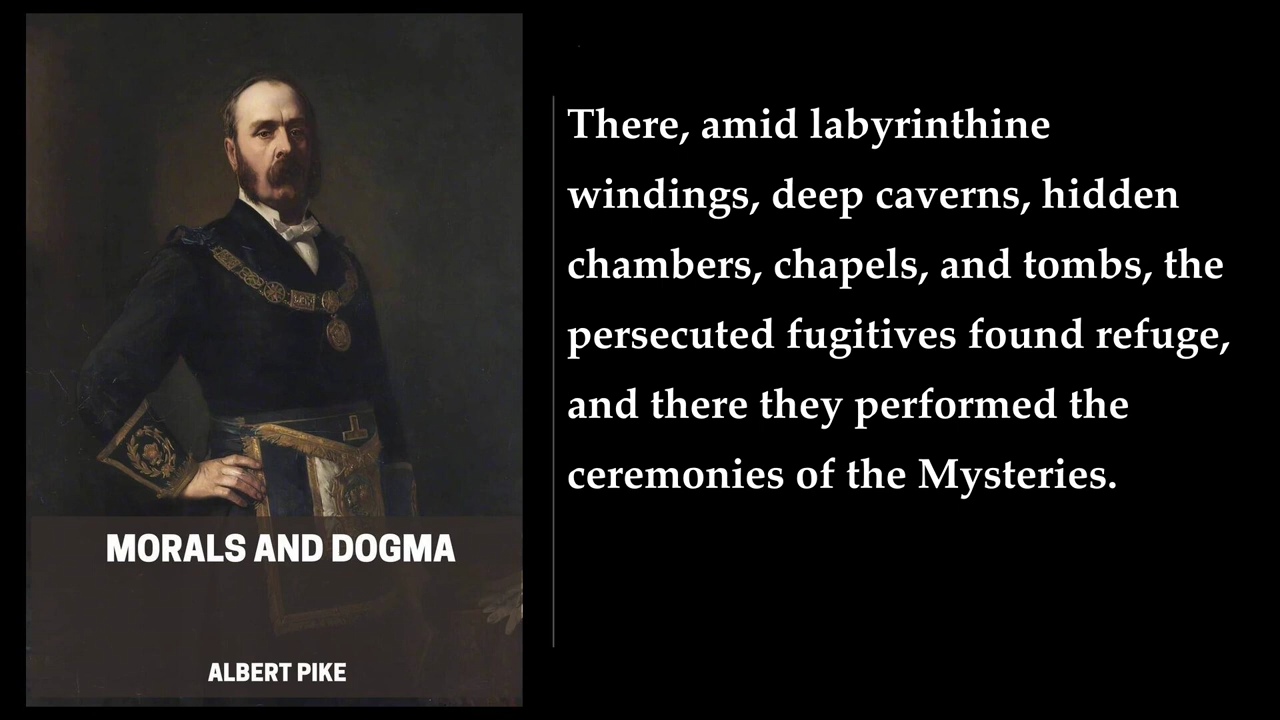 MORALS AND DOGMA
ALBERT PIKE
There, amid labyrinthine
windings, deep caverns, hidden
chambers, chapels, and tombs, the
persecuted fugitives found refuge,
and there they performed the
ceremonies of the Mysteries.